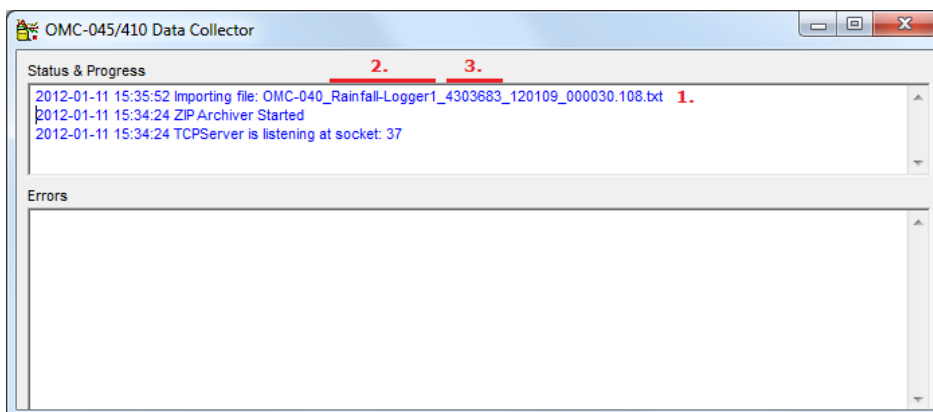 OMC-045/410 Data Collector
Status & Progress 2. 3.
2012-01-11 15:35:52 Importing file: OMC-040_Rainfall-Logger1_4303683_120109_000030.108.txt 1.
2012-01-11 15:34:24 ZIP Archiver Started
2012-01-11 15:34:24 TCPServer is listening at socket: 37
Errors